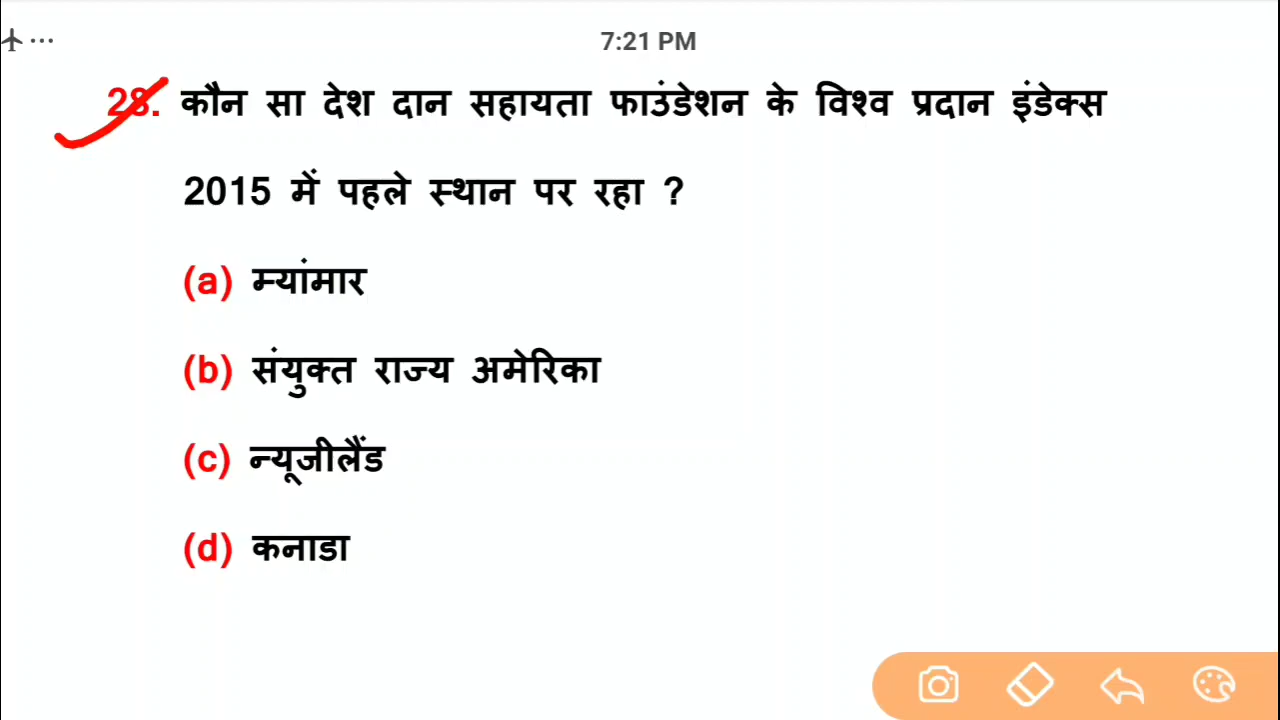 7:21 PM
28. कौन सा देश दान सहायता फाउंडेशन के विश्व प्रदान इंडेक्स
2015 में पहले स्थान पर रहा ?
(a) म्यांमार
(b) संयुक्त राज्य अमेरिका
(c) न्यूजीलैंड
(d) कनाडा